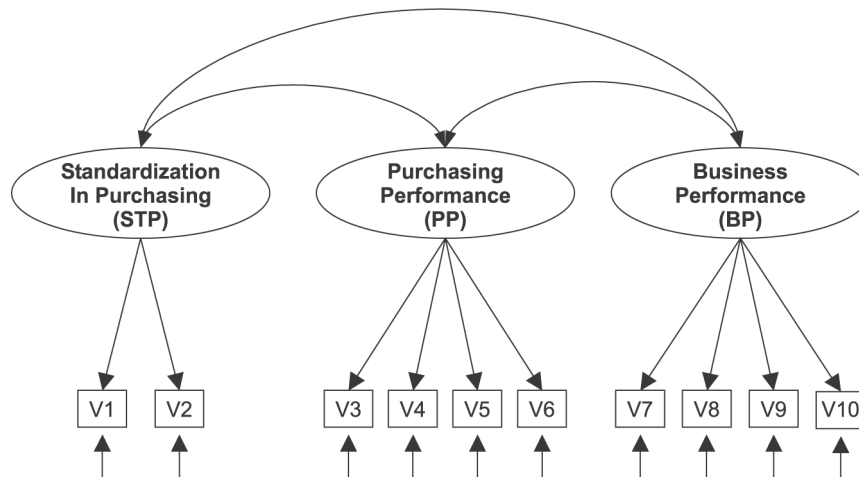 Standardization
In Purchasing
(STP)
Purchasing
Performance
(PP)
Business
Performance
(BP)
V1
V2
V3
V4
V5
V6
V7
V8
V9
V10